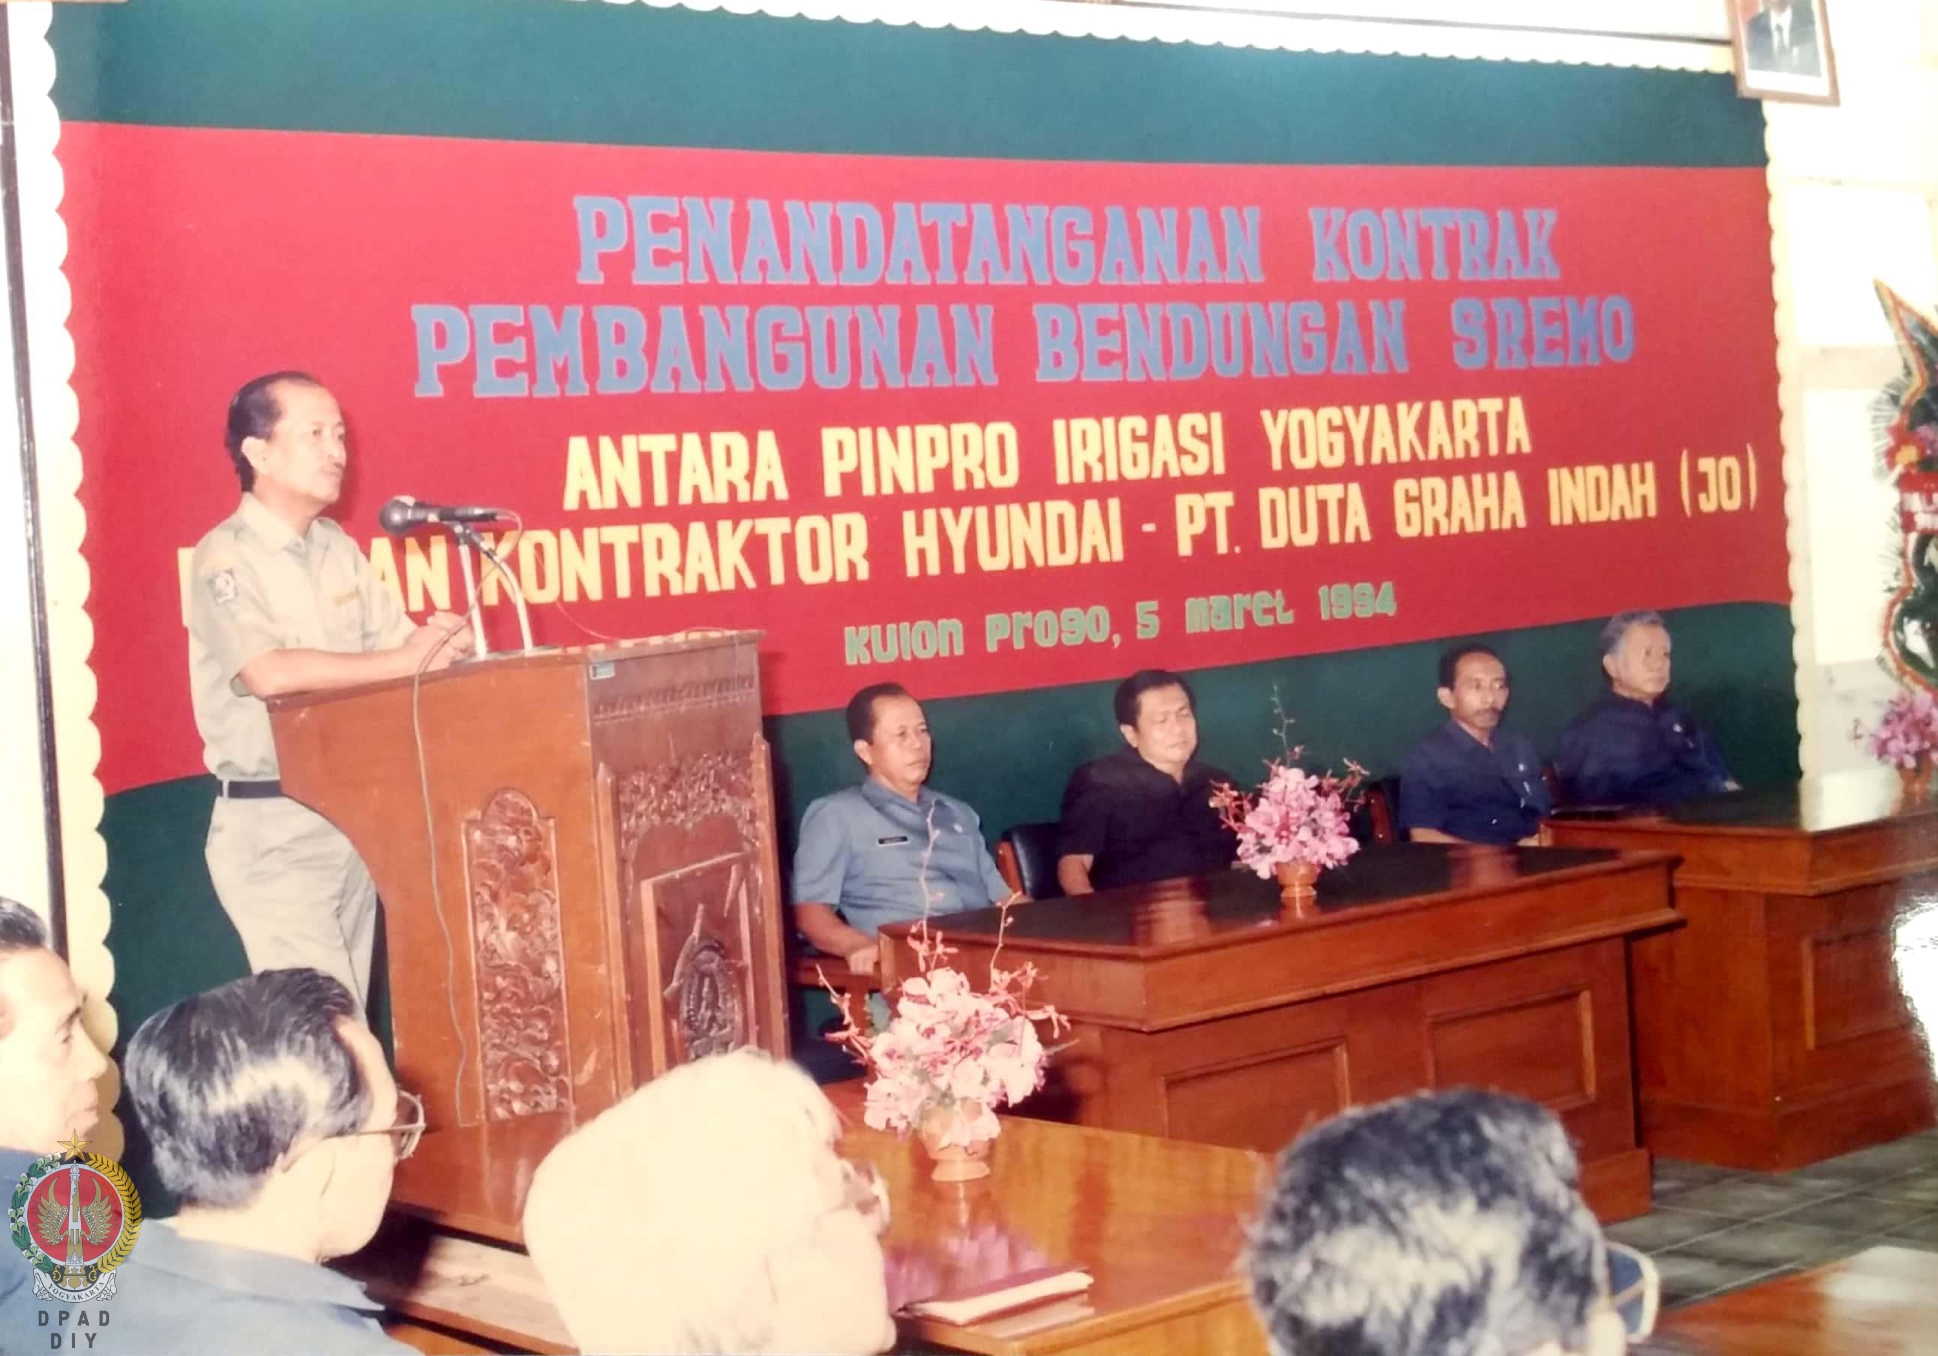 PENANDATANGANAN KONTRAK
PEMBANGUNAN BENDUNGAN SREMO
ANTARA PINPRO IRIGASI YOGYAKARTA
KONTRAKTOR HYUNDAI - PT. DUTA GRAHA INDAH (JO)
Kulon Progo, 5 maret 1994
YOGYAKARTA
DPAD
DIY